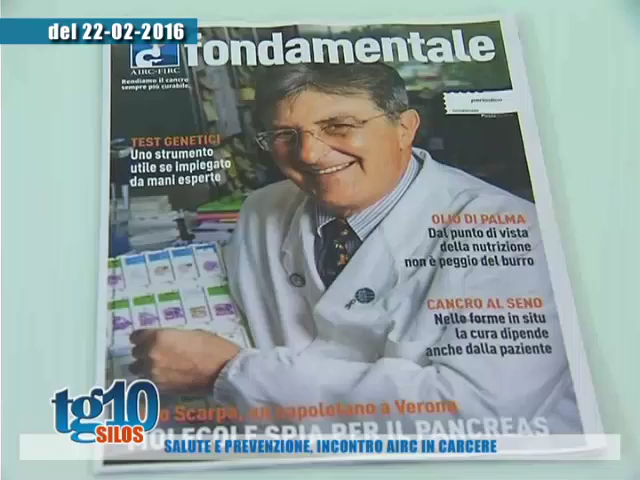 del 22-02-2016
fondamentale
AIRC-FIRC
Rendiamo il cancro
sempre più curabile.
periodico
TEST GENETICI
Uno strumento
utile se impiegato
da mani esperte
OLIO DI PALMA
Dal punto di vista
della nutrizione
non è peggio del burro
CANCRO AL SENO
Nelle forme in situ
la cura dipende
anche dalla paziente
Scarpa, un napoletano a Verona
MOLECOLE SPIA PER IL PANCREAS
tg10
SILOS
SALUTE E PREVENZIONE, INCONTRO AIRC IN CARCERE